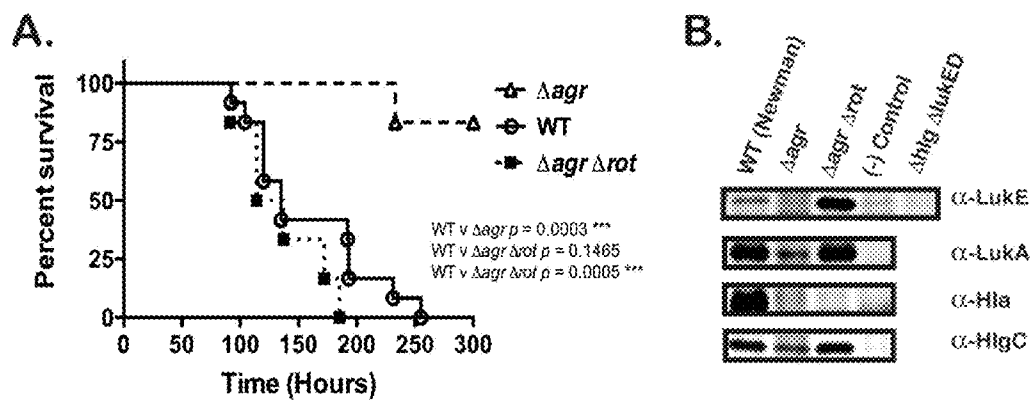 A.
Percent survival
100
75
50
25
0
0 50 100 150 200 250 300
Time (Hours)
Δagr
WT
Δagr Δrot
WT v Δagr p = 0.0003 ***
WT v Δagr Δrot p = 0.1465
WT v Δagr Δrot p = 0.0005 ***
B.
WT (Newman)
Δagr
Δagr Δrot
(-) Control
Δhlg ΔlukED
α-LukE
α-LukA
α-Hla
α-HlgC